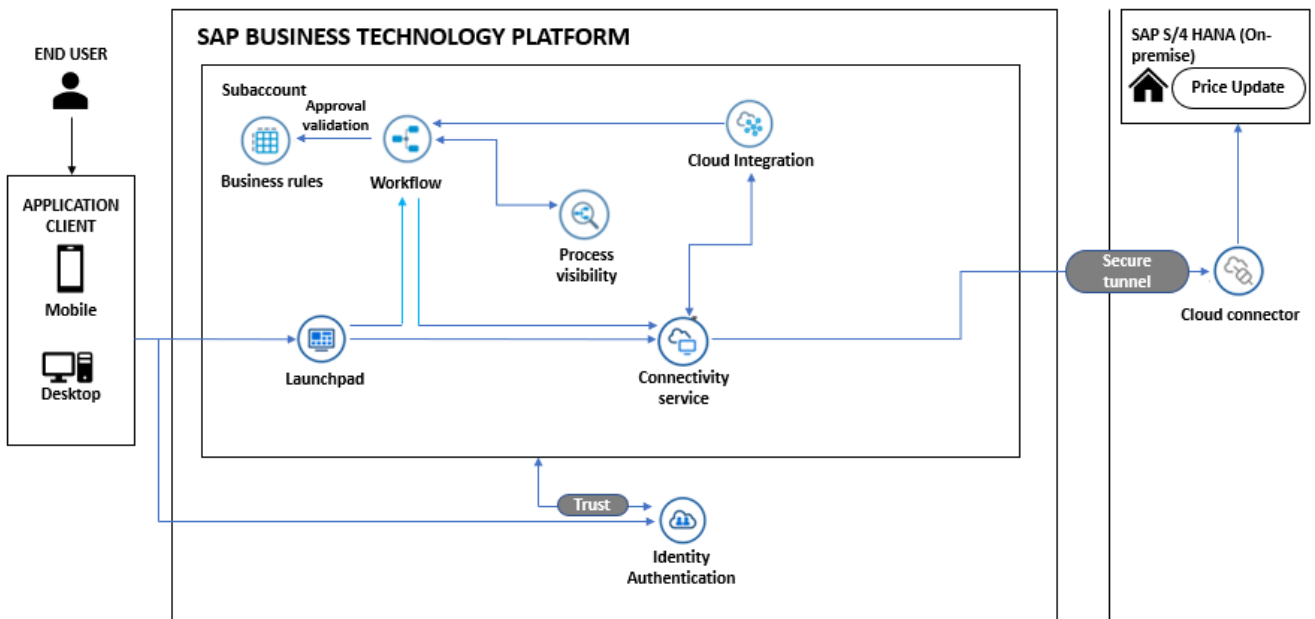 SAP BUSINESS TECHNOLOGY PLATFORM
SAP S/4 HANA (On-
premise)
Price Update
END USER
Subaccount
Approval
validation
Business rules
Workflow
Cloud Integration
Process
visibility
APPLICATION
CLIENT
Mobile
Desktop
Launchpad
Connectivity
service
Secure
tunnel
Cloud connector
Trust
Identity
Authentication